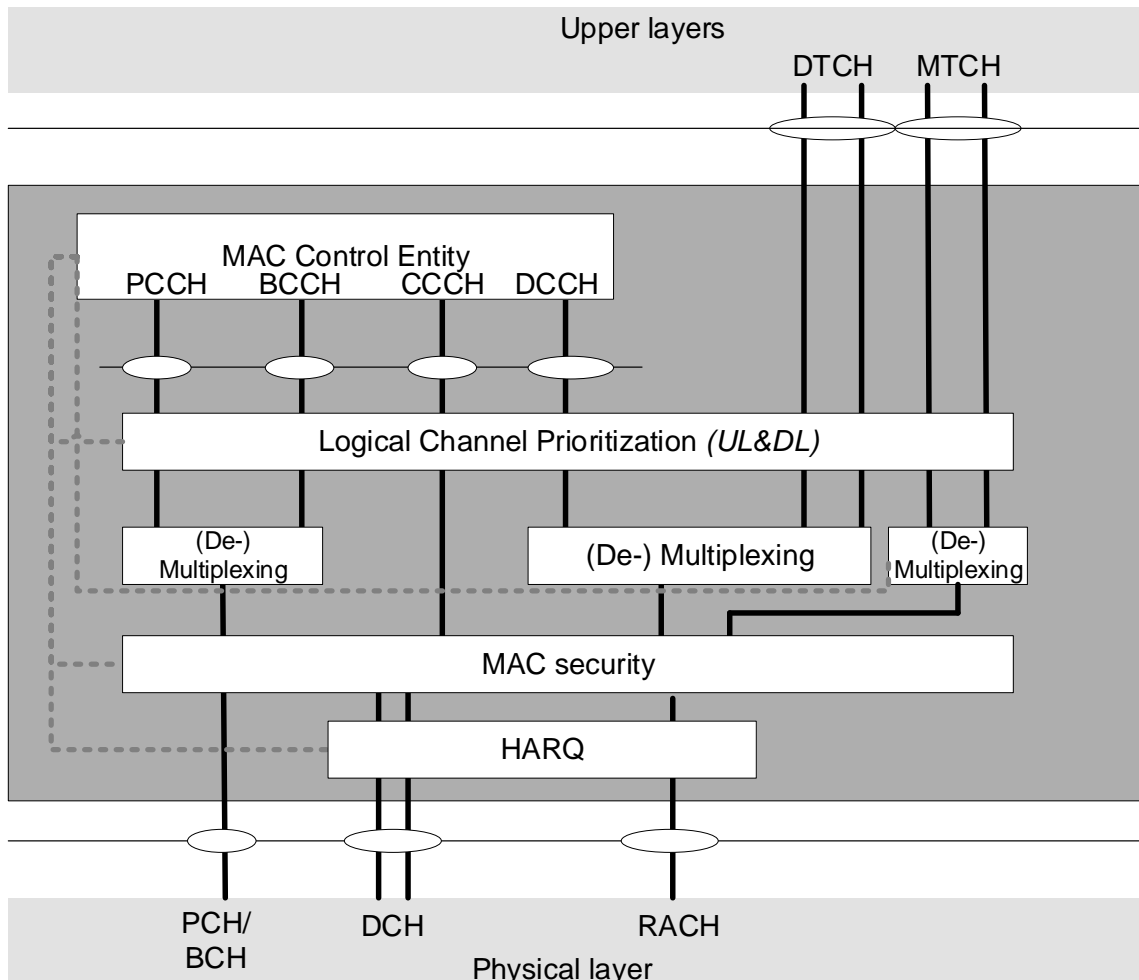 Upper layers
DTCH MTCH
MAC Control Entity
PCCH BCCH CCCH DCCH
Logical Channel Prioritization (UL&DL)
(De-)
Multiplexing
(De-) Multiplexing
(De-)
Multiplexing
MAC security
HARQ
PCH/
BCH
DCH
RACH
Physical layer